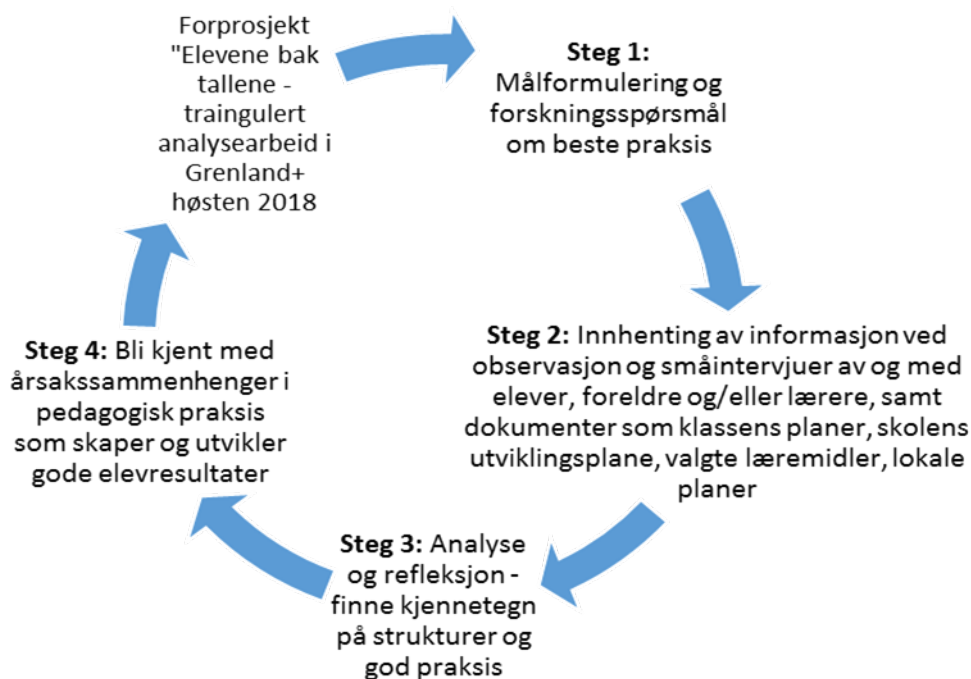 Forprosjekt
"Elevene bak
tallene -
traingulert
analysearbeid i
Grenland+
høsten 2018
Steg 1:
Målformulering og
forskningsspørsmål
om beste praksis
Steg 2: Innhenting av informasjon ved
observasjon og småintervjuer av og med
elever, foreldre og/eller lærere, samt
dokumenter som klassens planer, skolens
utviklingsplane, valgte læremidler, lokale
planer
Steg 3: Analyse
og refleksjon -
finne kjennetegn
på strukturer og
god praksis
Steg 4: Bli kjent med
årsakssammenhenger i
pedagogisk praksis
som skaper og utvikler
gode elevresultater